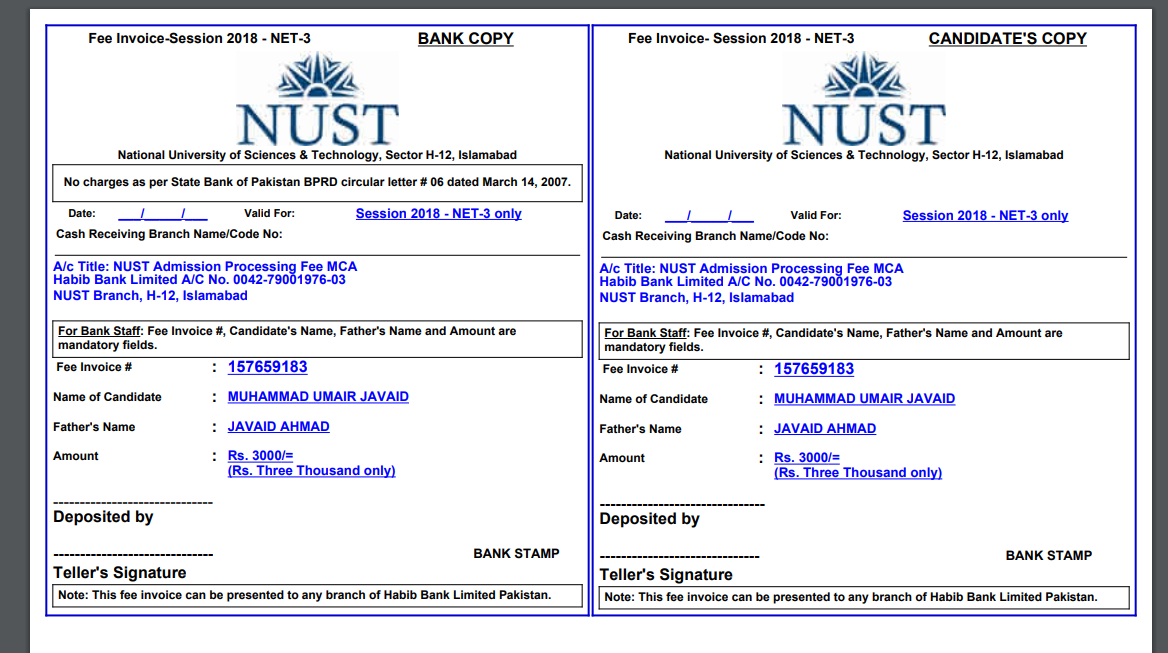 Fee Invoice-Session 2018 - NET-3 BANK COPY
NUST
National University of Sciences & Technology, Sector H-12, Islamabad
No charges as per State Bank of Pakistan BPRD circular letter # 06 dated March 14, 2007.
Date: ___/_____/___ Valid For: Session 2018 - NET-3 only
Cash Receiving Branch Name/Code No:
A/c Title: NUST Admission Processing Fee MCA
Habib Bank Limited A/C No. 0042-79001976-03
NUST Branch, H-12, Islamabad
For Bank Staff: Fee Invoice #, Candidate's Name, Father's Name and Amount are
mandatory fields.
Fee Invoice # : 157659183
Name of Candidate : MUHAMMAD UMAIR JAVAID
Father's Name : JAVAID AHMAD
Amount : Rs. 3000/=
(Rs. Three Thousand only)
------------------------------
Deposited by
------------------------------ BANK STAMP
Teller's Signature
Note: This fee invoice can be presented to any branch of Habib Bank Limited Pakistan.
Fee Invoice- Session 2018 - NET-3 CANDIDATE'S COPY
NUST
National University of Sciences & Technology, Sector H-12, Islamabad
Date: ___/_____/___ Valid For: Session 2018 - NET-3 only
Cash Receiving Branch Name/Code No:
A/c Title: NUST Admission Processing Fee MCA
Habib Bank Limited A/C No. 0042-79001976-03
NUST Branch, H-12, Islamabad
For Bank Staff: Fee Invoice #, Candidate's Name, Father's Name and Amount are
mandatory fields.
Fee Invoice # : 157659183
Name of Candidate : MUHAMMAD UMAIR JAVAID
Father's Name : JAVAID AHMAD
Amount : Rs. 3000/=
(Rs. Three Thousand only)
-------------------------------
Deposited by
------------------------------ BANK STAMP
Teller's Signature
Note: This fee invoice can be presented to any branch of Habib Bank Limited Pakistan.